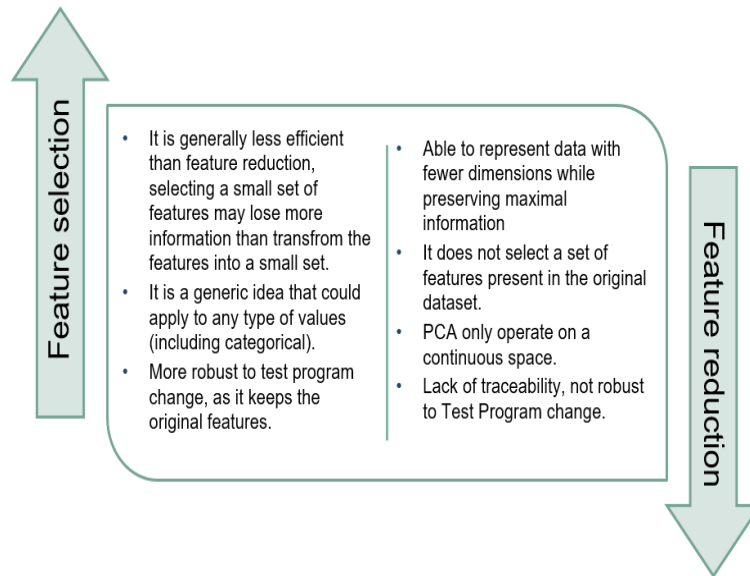 Feature selection
• It is generally less efficient
than feature reduction,
selecting a small set of
features may lose more
information than transfrom the
features into a small set.
• It is a generic idea that could
apply to any type of values
(including categorical).
• More robust to test program
change, as it keeps the
original features.
• Able to represent data with
fewer dimensions while
preserving maximal
information
• It does not select a set of
features present in the original
dataset.
• PCA only operate on a
continuous space.
• Lack of traceability, not robust
to Test Program change.
Feature reduction